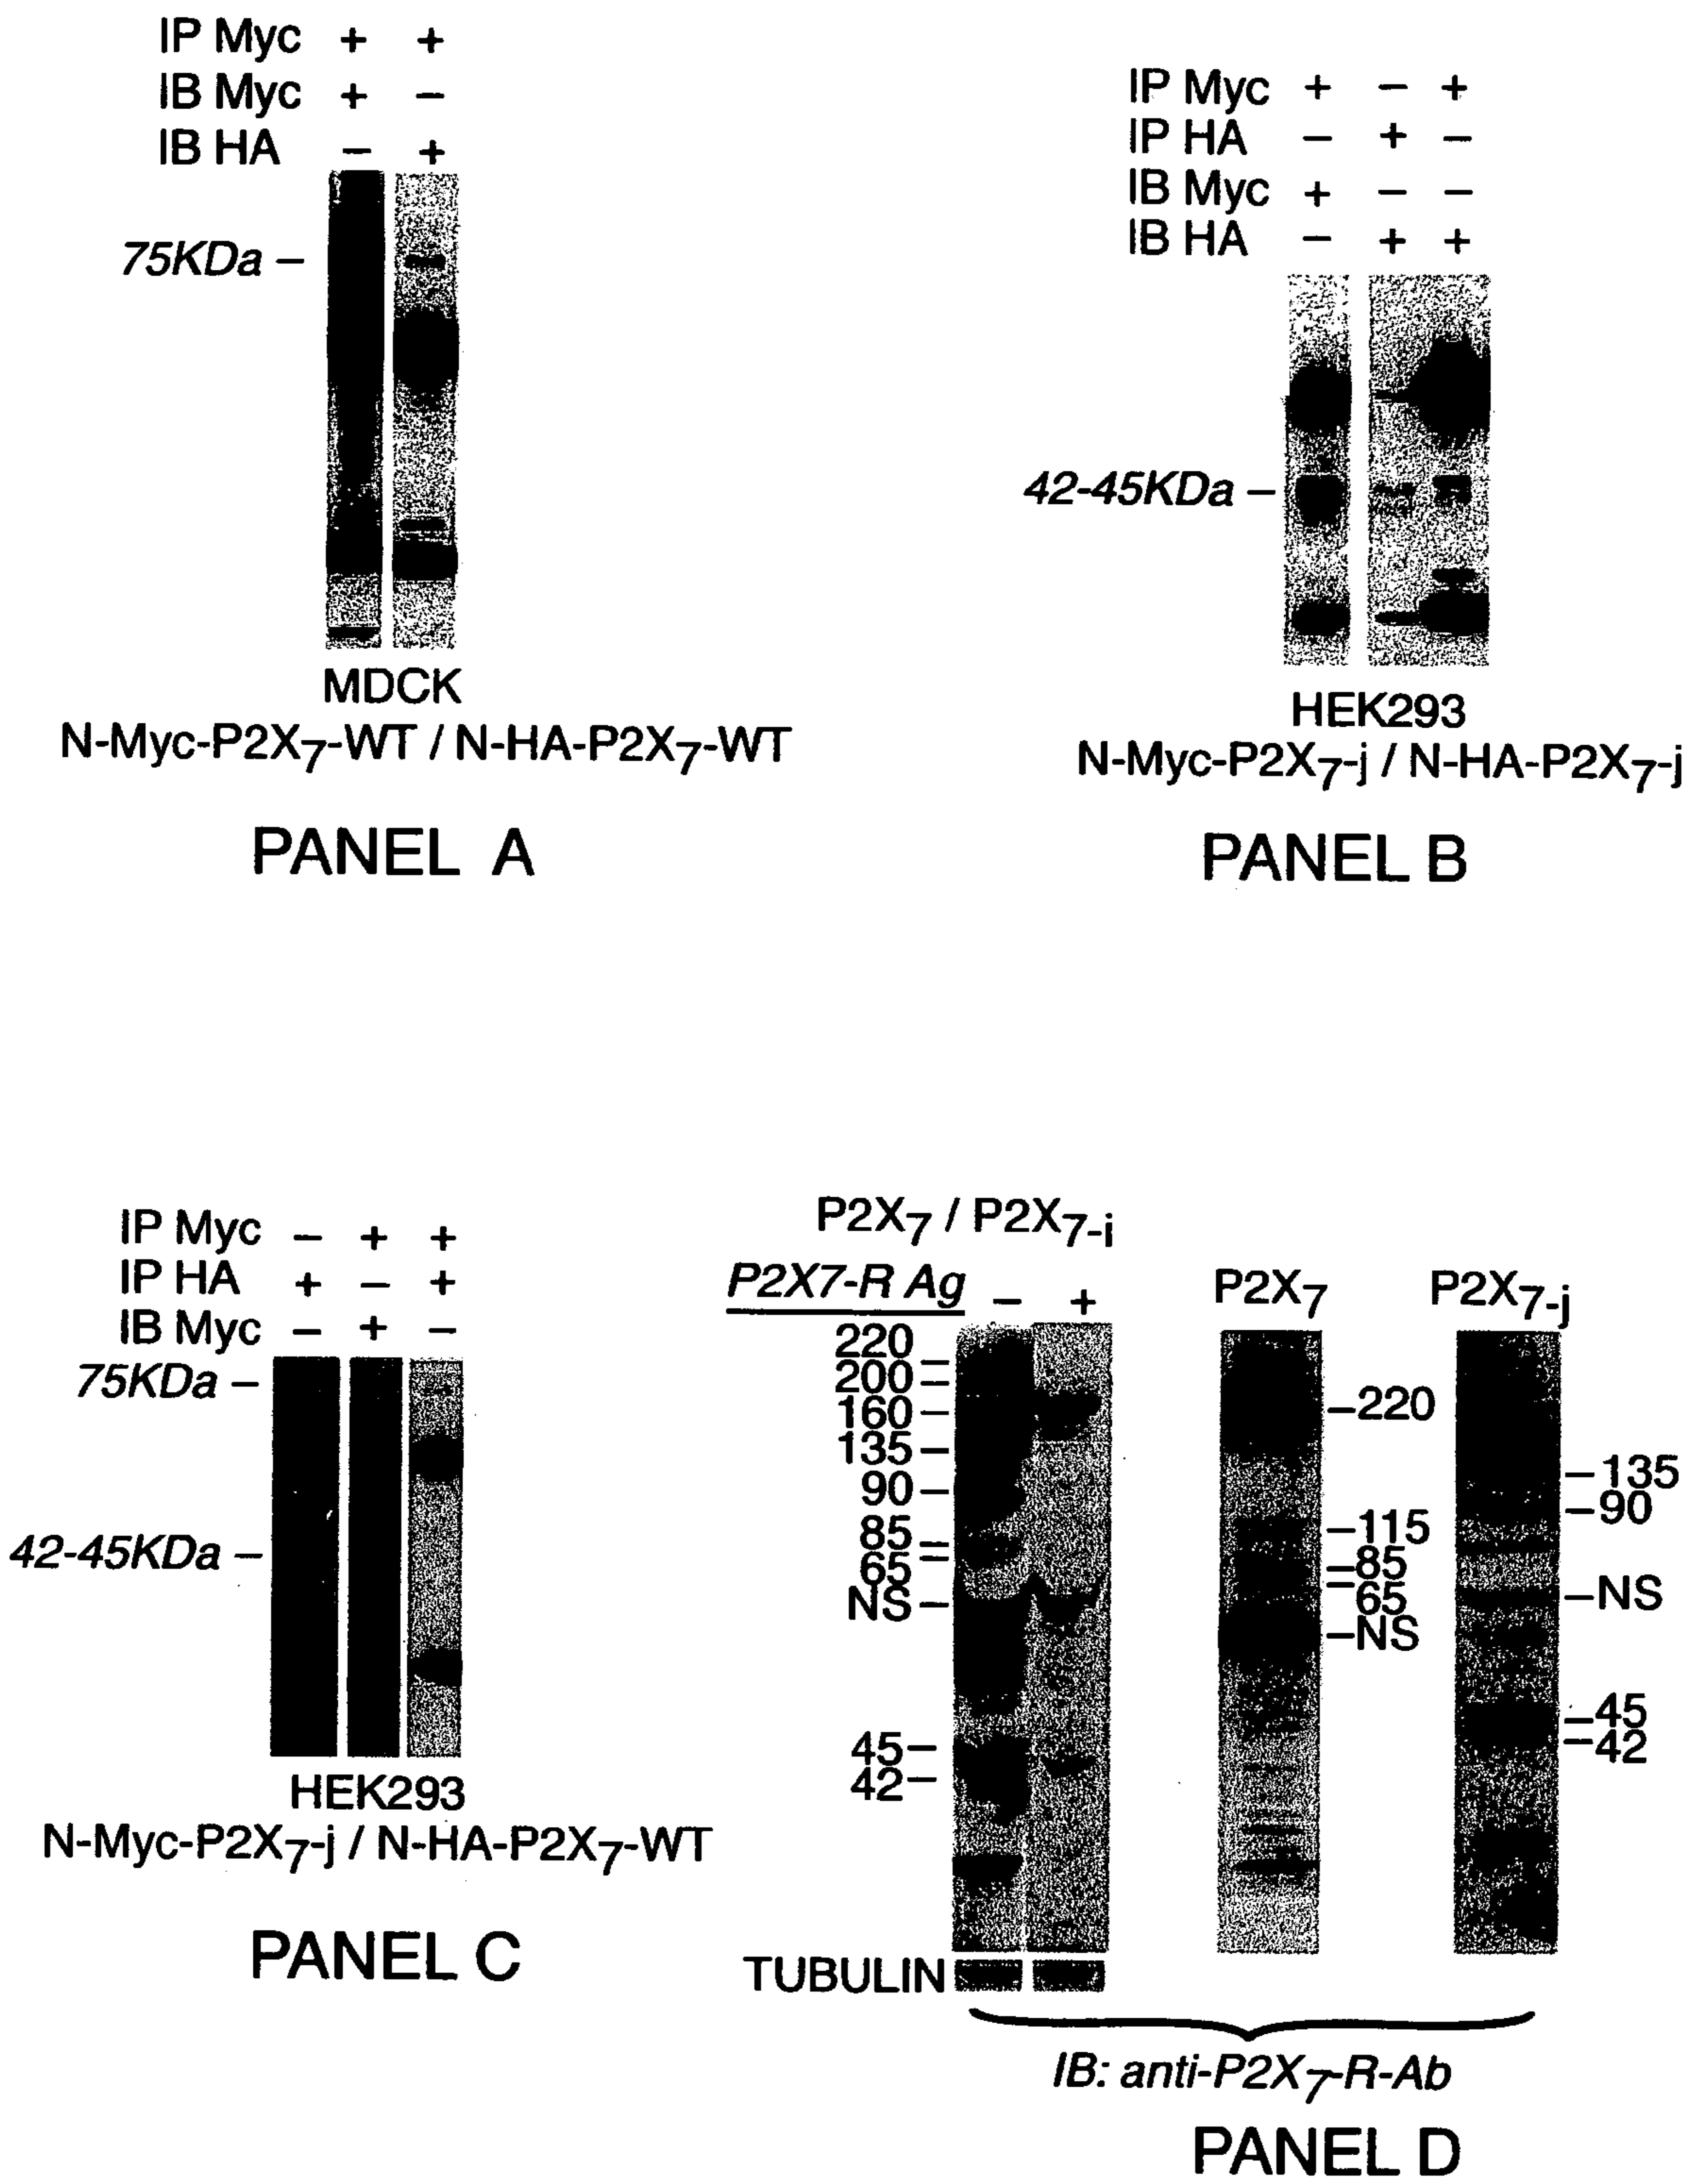 IP Myc + +
IB Myc + −
IB HA − +
75KDa –
MDCK
N-Myc-P2X7-WT / N-HA-P2X7-WT
PANEL A
IP Myc + − +
IP HA − + −
IB Myc + − −
IB HA − + +
42-45KDa –
HEK293
N-Myc-P2X7-j / N-HA-P2X7-j
PANEL B
IP Myc − + +
IP HA + − +
IB Myc − + −
75KDa –
42-45KDa –
HEK293
N-Myc-P2X7-j / N-HA-P2X7-WT
PANEL C
P2X7 / P2X7-i
P2X7-R Ag − +
220 –
200 –
160 –
135 –
90 –
85 –
65 –
NS –
45 –
42 –
TUBULIN
P2X7
–220
–115
–85
–65
–NS
P2X7-j
–135
–90
–NS
–45
–42
IB: anti-P2X7-R-Ab
PANEL D